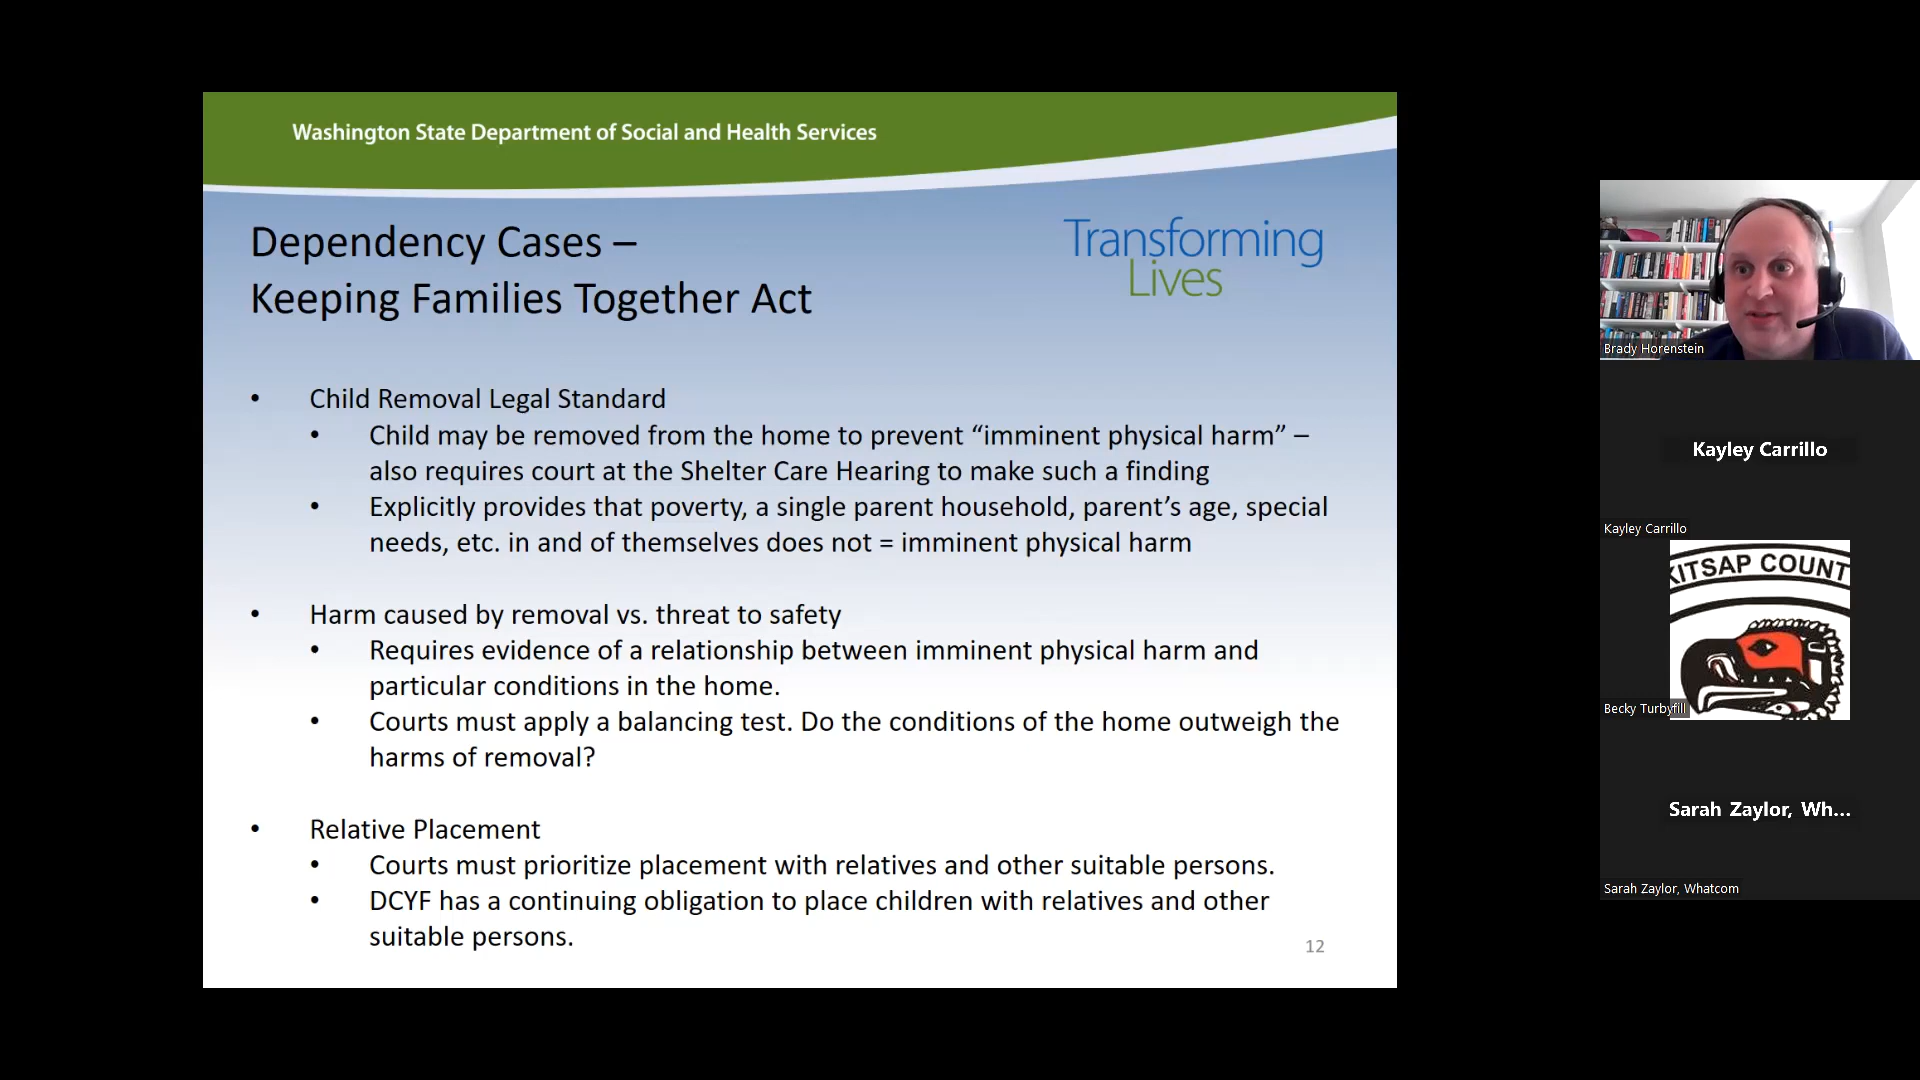 Washington State Department of Social and Health Services
Transforming
Lives
Dependency Cases –
Keeping Families Together Act
• Child Removal Legal Standard
• Child may be removed from the home to prevent “imminent physical harm” –
also requires court at the Shelter Care Hearing to make such a finding
• Explicitly provides that poverty, a single parent household, parent’s age, special
needs, etc. in and of themselves does not = imminent physical harm
• Harm caused by removal vs. threat to safety
• Requires evidence of a relationship between imminent physical harm and
particular conditions in the home.
• Courts must apply a balancing test. Do the conditions of the home outweigh the
harms of removal?
• Relative Placement
• Courts must prioritize placement with relatives and other suitable persons.
• DCYF has a continuing obligation to place children with relatives and other
suitable persons.
12
Brady Horenstein
Kayley Carrillo
Kayley Carrillo
KITSAP COUNT
Becky Turbyfill
Sarah Zaylor, Wh...
Sarah Zaylor, Whatcom